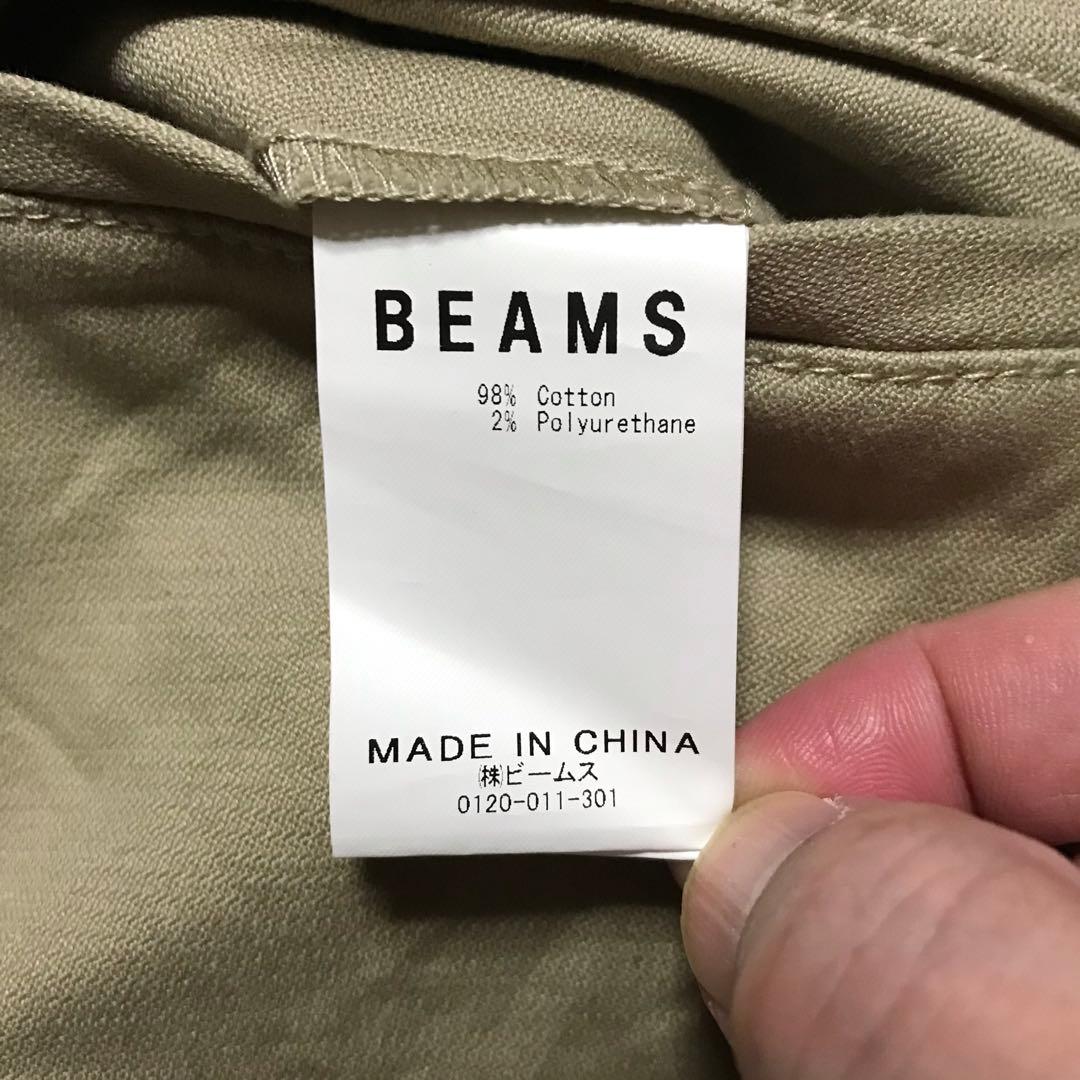 BEAMS
98% Cotton
2% Polyurethane
MADE IN CHINA
㈱ビームス
0120-011-301